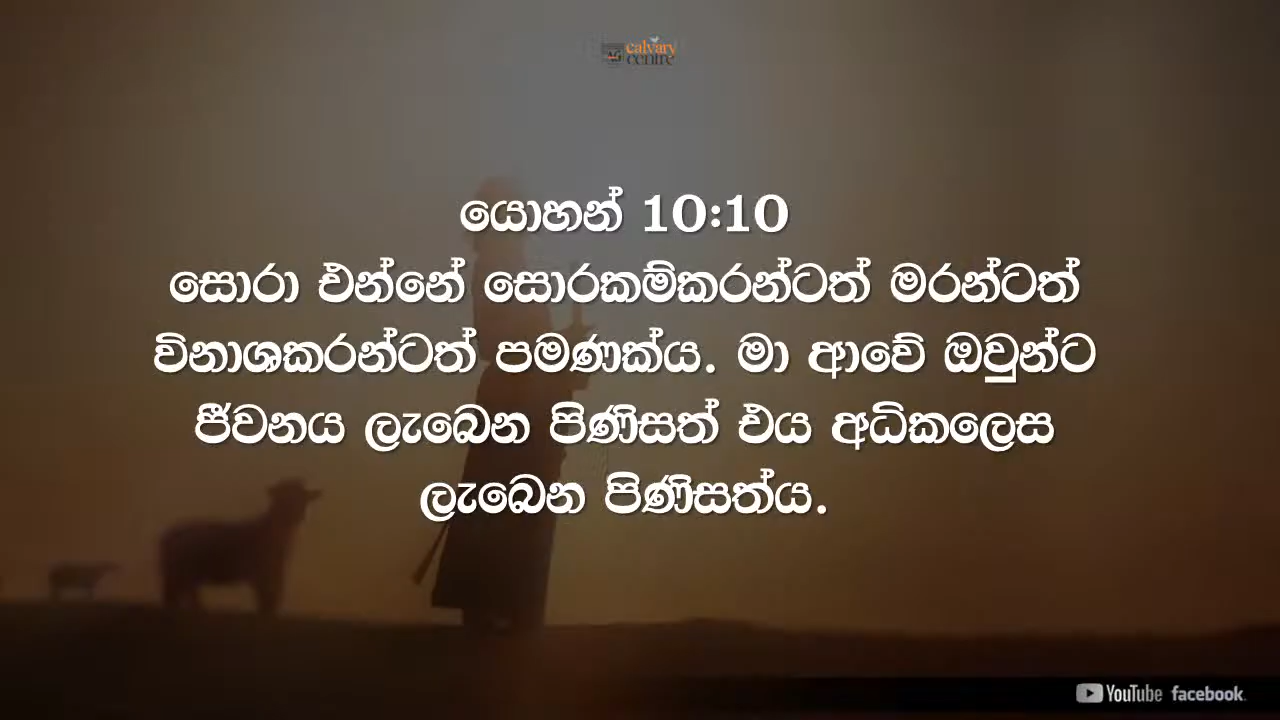 AG calvary
centre
යොහන් 10:10
සොරා එන්නේ සොරකම්කරන්ටත් මරන්ටත්
විනාශකරන්ටත් පමණක්ය. මා ආවේ ඔවුන්ට
ජීවනය ලැබෙන පිණිසත් එය අධිකලෙස
ලැබෙන පිණිසත්ය.
YouTube facebook.